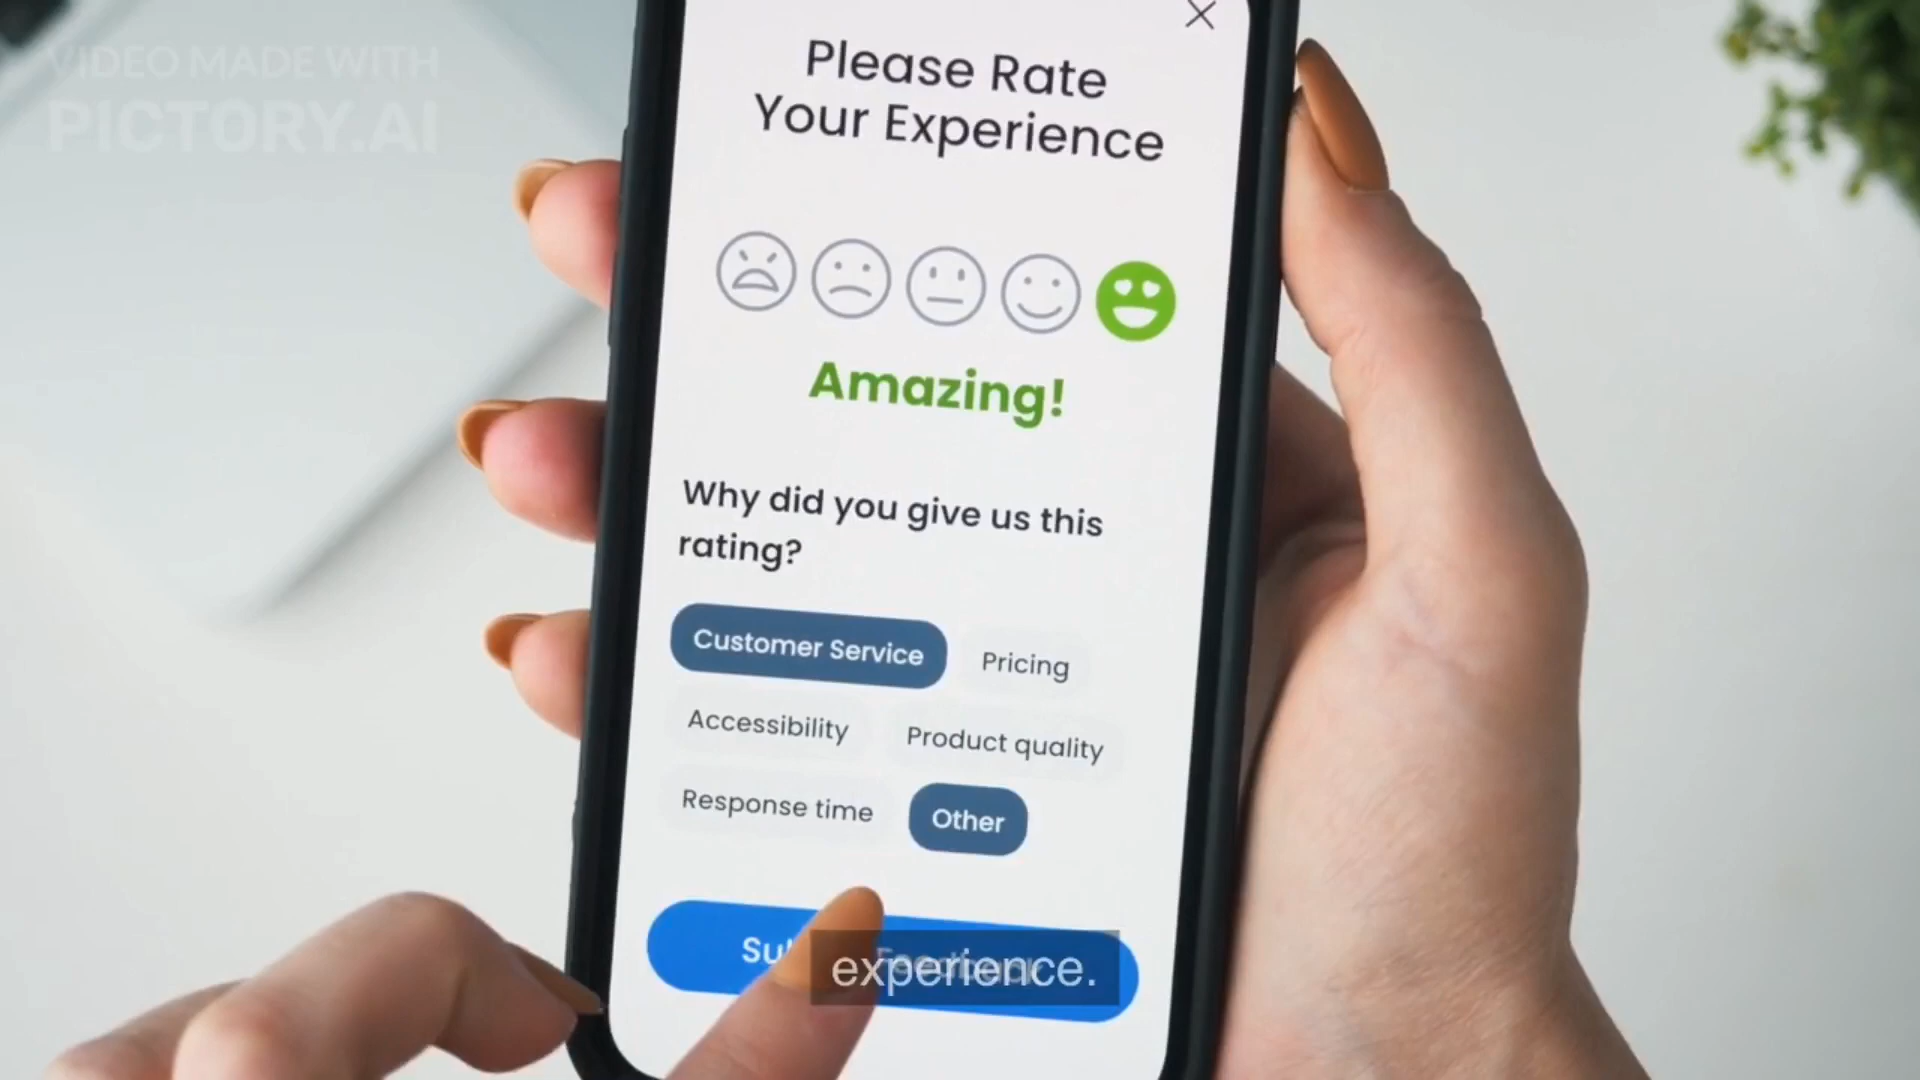 VIDEO MADE WITH
PICTORY.AI
Please Rate
Your Experience
Amazing!
Why did you give us this
rating?
Customer Service
Pricing
Accessibility
Product quality
Response time
Other
Feedback
experience.